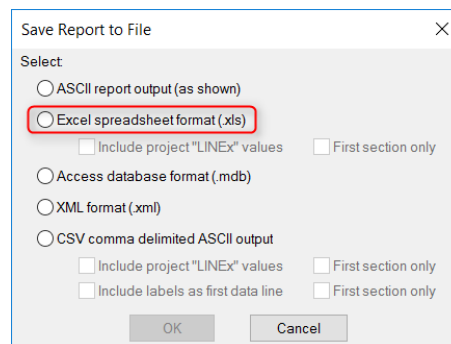 Save Report to File
Select:
ASCII report output (as shown)
Excel spreadsheet format (.xls)
Include project "LINEx" values First section only
Access database format (.mdb)
XML format (.xml)
CSV comma delimited ASCII output
Include project "LINEx" values First section only
Include labels as first data line First section only
OK Cancel